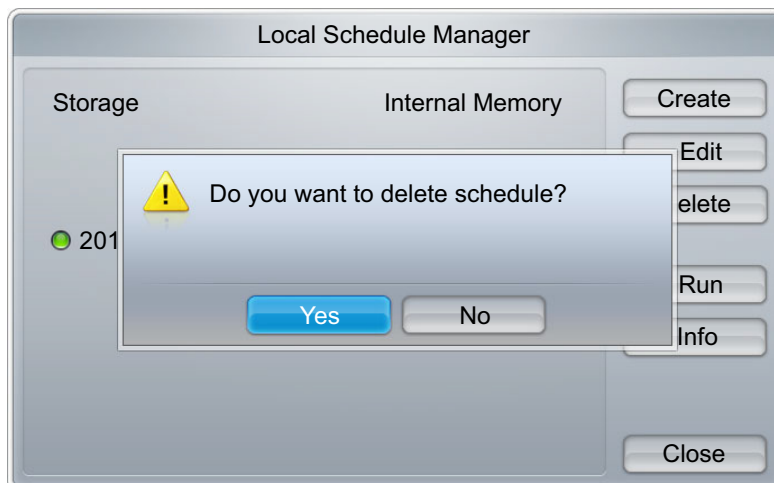 Local Schedule Manager
Storage Internal Memory
Create
Edit
Do you want to delete schedule?
elete
201
Run
Yes No
Info
Close